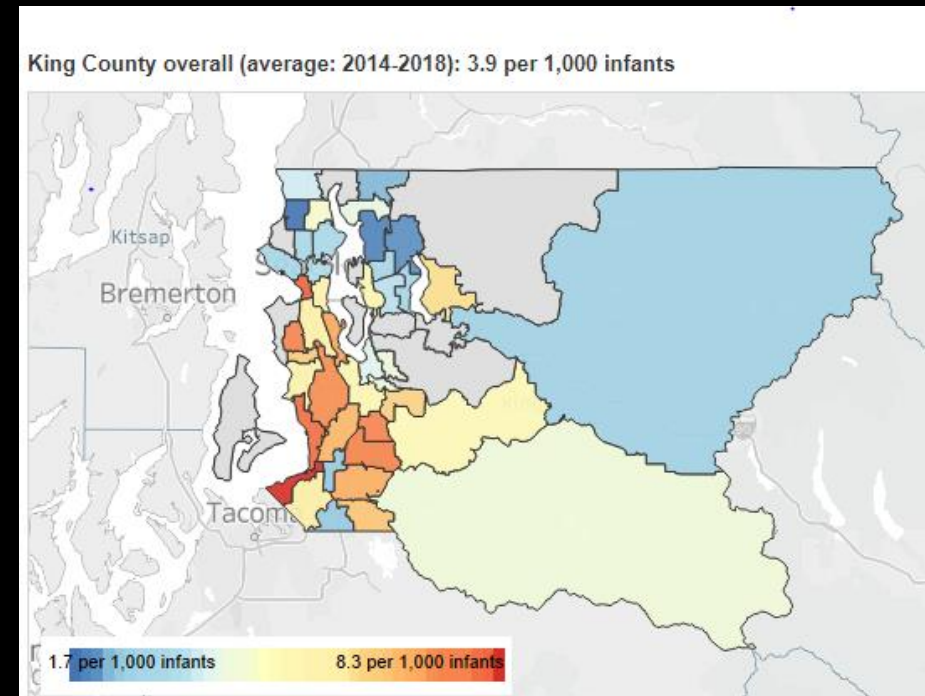 King County overall (average: 2014-2018): 3.9 per 1,000 infants
Kitsap
Bremerton
Tacoma
1.7 per 1,000 infants 8.3 per 1,000 infants